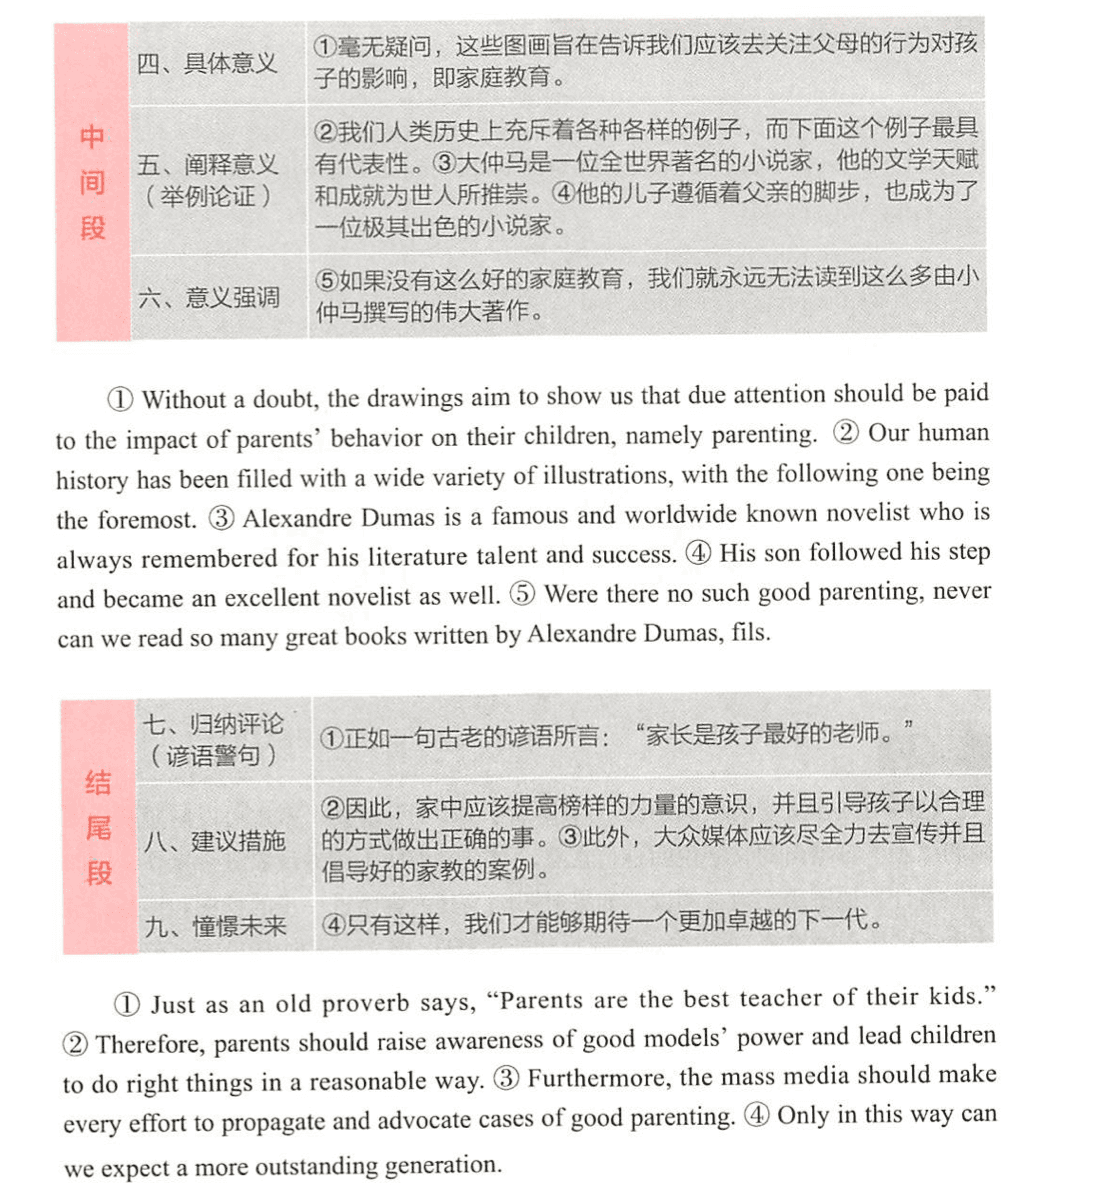 中间段
四、具体意义
①毫无疑问，这些图画旨在告诉我们应该去关注父母的行为对孩
子的影响，即家庭教育。
五、阐释意义
（举例论证）
②我们人类历史上充斥着各种各样的例子，而下面这个例子最具
有代表性。③大仲马是一位全世界著名的小说家，他的文学天赋
和成就为世人所推崇。④他的儿子遵循着父亲的脚步，也成为了
一位极其出色的小说家。
六、意义强调
⑤如果没有这么好的家庭教育，我们就永远无法读到这么多由小
仲马撰写的伟大著作。
① Without a doubt, the drawings aim to show us that due attention should be paid
to the impact of parents’ behavior on their children, namely parenting. ② Our human
history has been filled with a wide variety of illustrations, with the following one being
the foremost. ③ Alexandre Dumas is a famous and worldwide known novelist who is
always remembered for his literature talent and success. ④ His son followed his step
and became an excellent novelist as well. ⑤ Were there no such good parenting, never
can we read so many great books written by Alexandre Dumas, fils.
结尾段
七、归纳评论
（谚语警句）
①正如一句古老的谚语所言：“家长是孩子最好的老师。”
八、建议措施
②因此，家中应该提高榜样的力量的意识，并且引导孩子以合理
的方式做出正确的事。③此外，大众媒体应该尽全力去宣传并且
倡导好的家教的案例。
九、憧憬未来
④只有这样，我们才能够期待一个更加卓越的下一代。
① Just as an old proverb says, “Parents are the best teacher of their kids.”
② Therefore, parents should raise awareness of good models’ power and lead children
to do right things in a reasonable way. ③ Furthermore, the mass media should make
every effort to propagate and advocate cases of good parenting. ④ Only in this way can
we expect a more outstanding generation.